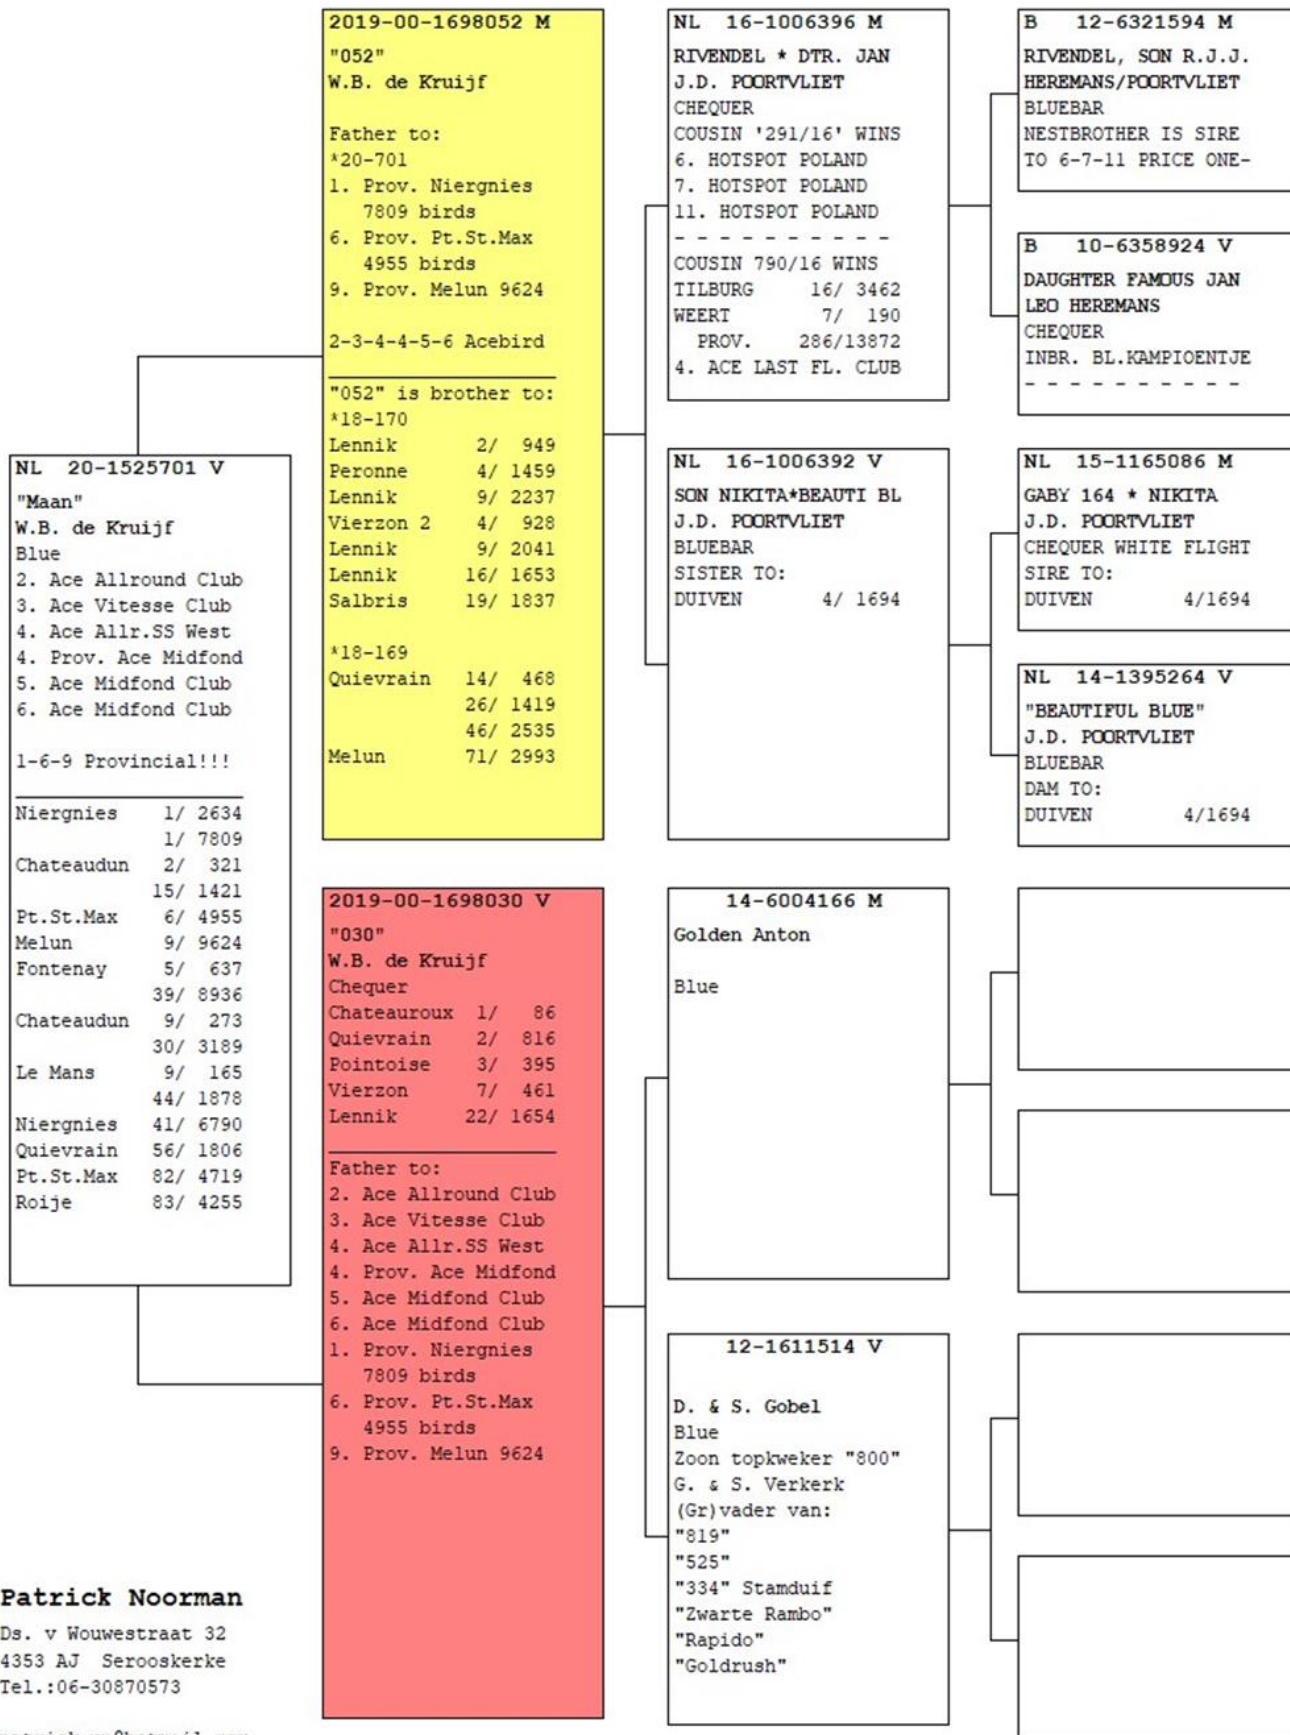 NL 20-1525701 V
"Maan"
W.B. de Kruijf
Blue
2. Ace Allround Club
3. Ace Vitesse Club
4. Ace Allr.SS West
4. Prov. Ace Midfond
5. Ace Midfond Club
6. Ace Midfond Club
1-6-9 Provincial!!!
Niergnies 1/ 2634
1/ 7809
Chateaudun 2/ 321
15/ 1421
Pt.St.Max 6/ 4955
Melun 9/ 9624
Fontenay 5/ 637
39/ 8936
Chateaudun 9/ 273
30/ 3189
Le Mans 9/ 165
44/ 1878
Niergnies 41/ 6790
Quievrain 56/ 1806
Pt.St.Max 82/ 4719
Roije 83/ 4255
Patrick Noorman
Ds. v Wouwestraat 32
4353 AJ Serooskerke
Tel.:06-30870573
2019-00-1698052 M
"052"
W.B. de Kruijf
Father to:
*20-701
1. Prov. Niergnies
7809 birds
6. Prov. Pt.St.Max
4955 birds
9. Prov. Melun 9624
2-3-4-4-5-6 Acebird
"052" is brother to:
*18-170
Lennik 2/ 949
Peronne 4/ 1459
Lennik 9/ 2237
Vierzon 2 4/ 928
Lennik 9/ 2041
Lennik 16/ 1653
Salbris 19/ 1837
*18-169
Quievrain 14/ 468
26/ 1419
46/ 2535
Melun 71/ 2993
2019-00-1698030 V
"030"
W.B. de Kruijf
Chequer
Chateauroux 1/ 86
Quievrain 2/ 816
Pointoise 3/ 395
Vierzon 7/ 461
Lennik 22/ 1654
Father to:
2. Ace Allround Club
3. Ace Vitesse Club
4. Ace Allr.SS West
4. Prov. Ace Midfond
5. Ace Midfond Club
6. Ace Midfond Club
1. Prov. Niergnies
7809 birds
6. Prov. Pt.St.Max
4955 birds
9. Prov. Melun 9624
NL 16-1006396 M
RIVENDEL * DTR. JAN
J.D. POORTVLIET
CHEQUER
COUSIN '291/16' WINS
6. HOTSPOT POLAND
7. HOTSPOT POLAND
11. HOTSPOT POLAND
- - - - - - - - - -
COUSIN 790/16 WINS
TILBURG 16/ 3462
WEERT 7/ 190
PROV. 286/13872
4. ACE LAST FL. CLUB
NL 16-1006392 V
SON NIKITA*BEAUTI BL
J.D. POORTVLIET
BLUEBAR
SISTER TO:
DUIVEN 4/ 1694
14-6004166 M
Golden Anton
Blue
12-1611514 V
D. & S. Gobel
Blue
Zoon topkweker "800"
G. & S. Verkerk
(Gr)vader van:
"819"
"525"
"334" Stamduif
"Zwarte Rambo"
"Rapido"
"Goldrush"
B 12-6321594 M
RIVENDEL, SON R.J.J.
HEREMANS/POORTVLIET
BLUEBAR
NESTBROTHER IS SIRE
TO 6-7-11 PRICE ONE-
B 10-6358924 V
DAUGHTER FAMOUS JAN
LEO HEREMANS
CHEQUER
INBR. BL.KAMPIOENTJE
- - - - - - - - - -
NL 15-1165086 M
GABY 164 * NIKITA
J.D. POORTVLIET
CHEQUER WHITE FLIGHT
SIRE TO:
DUIVEN 4/1694
NL 14-1395264 V
"BEAUTIFUL BLUE"
J.D. POORTVLIET
BLUEBAR
DAM TO:
DUIVEN 4/1694